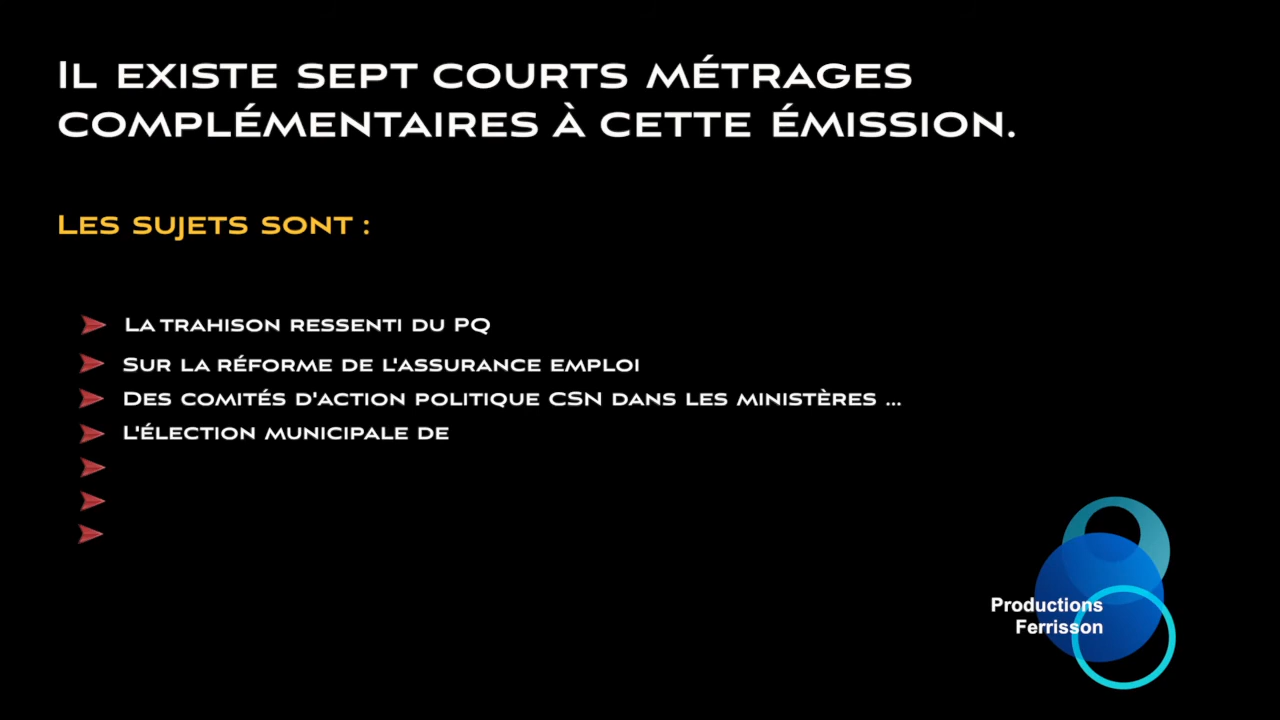 Il existe sept courts métrages
complémentaires à cette émission.
Les sujets sont :
La trahison ressenti du PQ
Sur la réforme de l'assurance emploi
Des comités d'action politique CSN dans les ministères ...
L'élection municipale de
Productions
Ferrisson